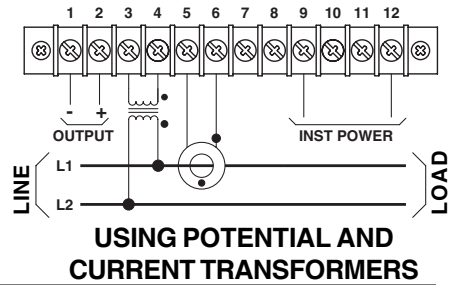 1 2 3 4 5 6 7 8 9 10 11 12
- +
OUTPUT
INST POWER
LINE
L1
L2
LOAD
USING POTENTIAL AND
CURRENT TRANSFORMERS